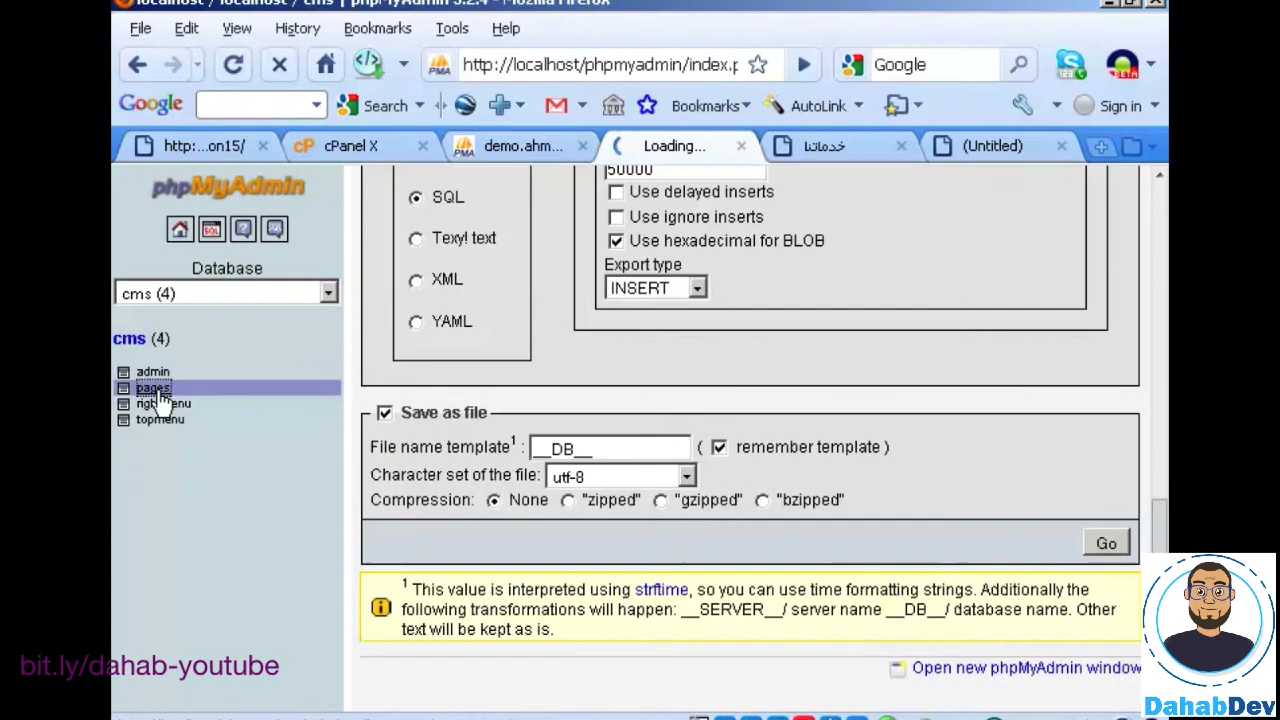 localhost / localhost / cms | phpMyAdmin 3.2.4 - Mozilla Firefox
File Edit View History Bookmarks Tools Help
http://localhost/phpmyadmin/index.p
Google
Google Search Bookmarks AutoLink Sign in
http:...on15/ cPanel X demo.ahm... Loading... خدماتنا (Untitled)
phpMyAdmin
SQL
Database
cms (4)
cms (4)
admin
pages
topmenu
50000
Use delayed inserts
Use ignore inserts
Use hexadecimal for BLOB
Export type
INSERT
SQL
Texy! text
XML
YAML
Save as file
File name template1 : __DB__ ( remember template )
Character set of the file: utf-8
Compression: None "zipped" "gzipped" "bzipped"
Go
1 This value is interpreted using strftime, so you can use time formatting strings. Additionally the
following transformations will happen: __SERVER__/ server name __DB__/ database name. Other
text will be kept as is.
Open new phpMyAdmin window
bit.ly/dahab-youtube
DahabDev